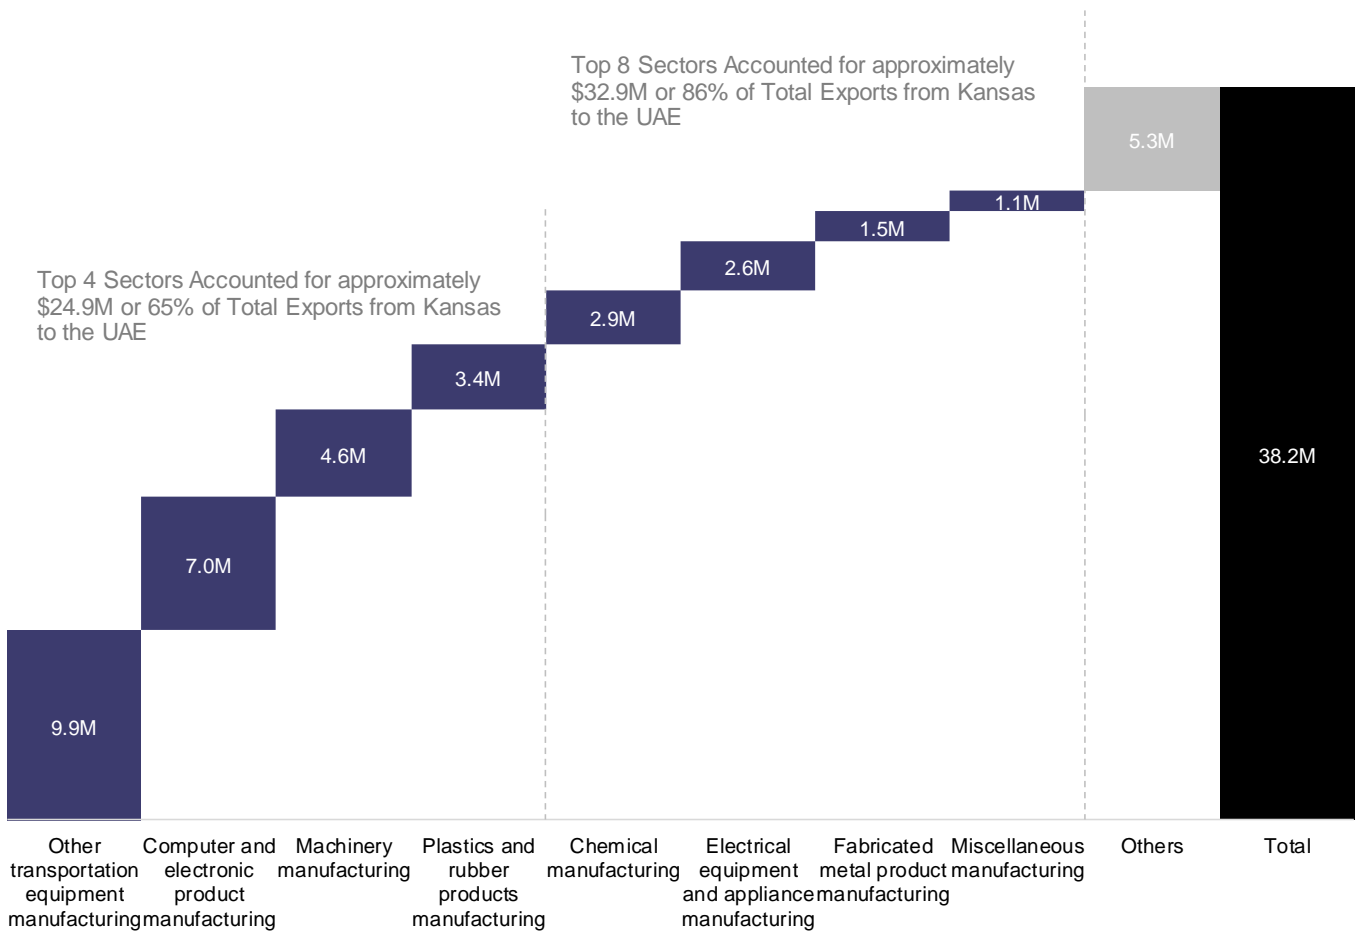 Top 8 Sectors Accounted for approximately
$32.9M or 86% of Total Exports from Kansas
to the UAE
5.3M
1.1M
1.5M
2.6M
Top 4 Sectors Accounted for approximately
$24.9M or 65% of Total Exports from Kansas
to the UAE
2.9M
3.4M
4.6M
38.2M
7.0M
9.9M
Other
transportation
equipment
manufacturing
Computer and
electronic
product
manufacturing
Machinery
manufacturing
Plastics and
rubber
products
manufacturing
Chemical
manufacturing
Electrical
equipment
and appliance
manufacturing
Fabricated
metal product
manufacturing
Miscellaneous
manufacturing
Others
Total